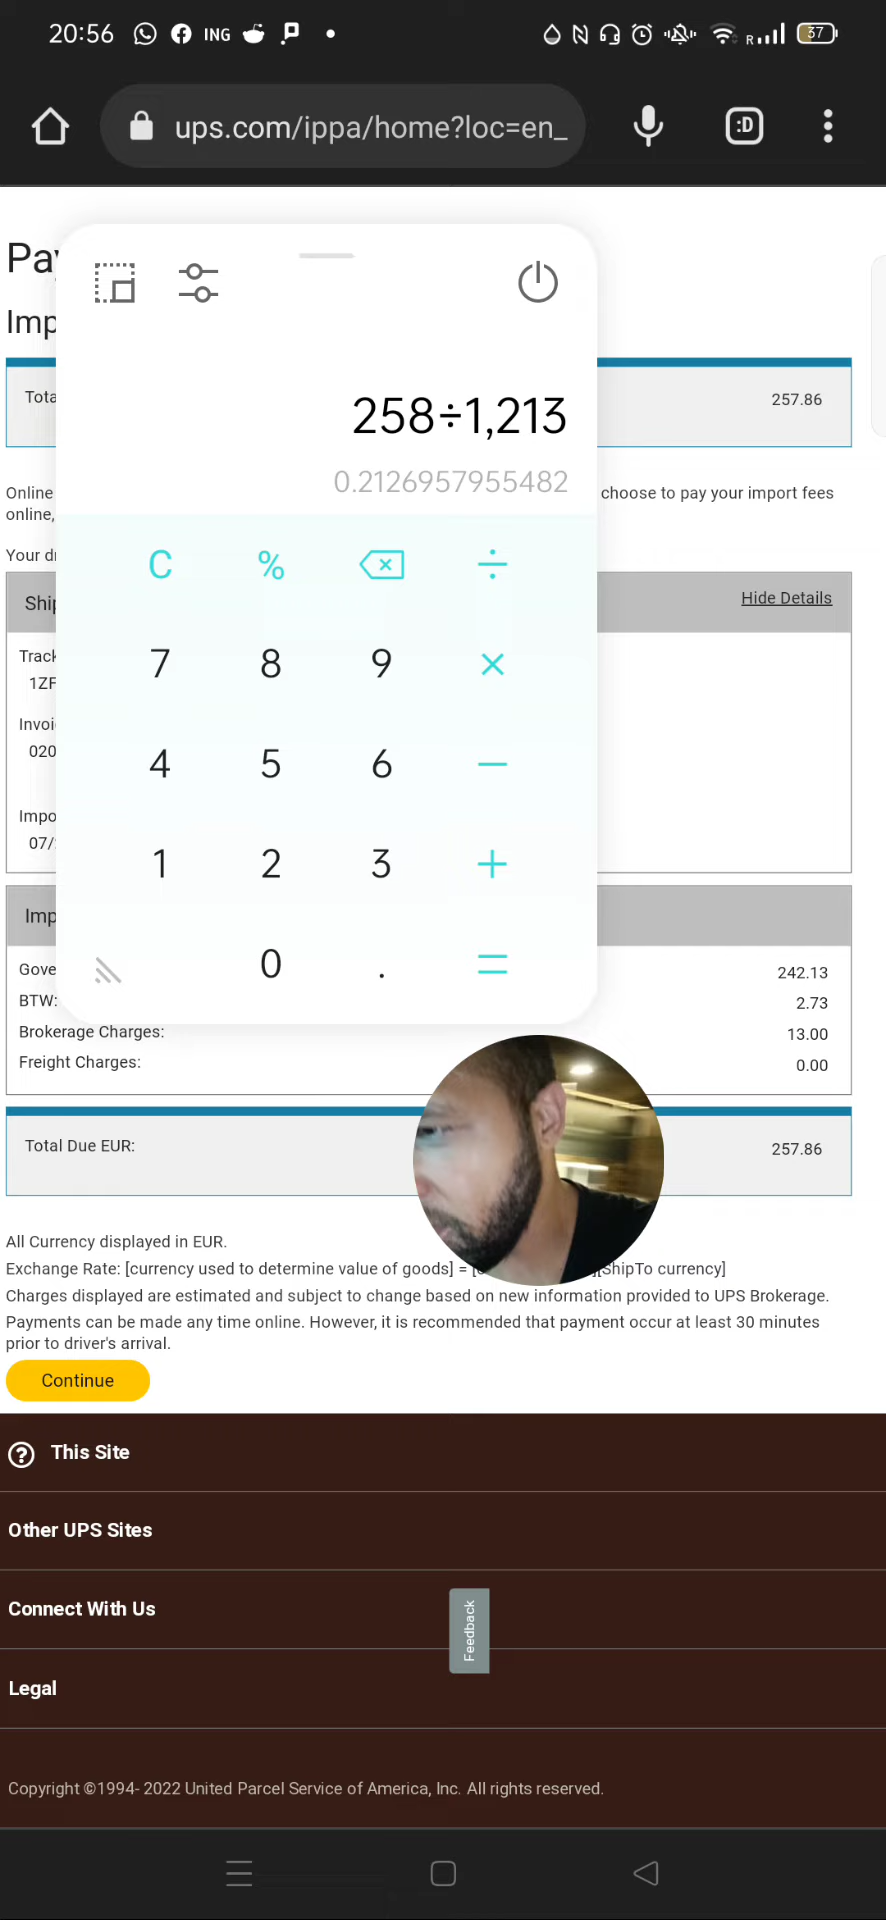 20:56 ING R 37
ups.com/ippa/home?loc=en_ :D
Pay
Imp
258÷1,213
Tota 257.86
0.2126957955482
Online choose to pay your import fees
online,
Your dr
C % ÷
Ship Hide Details
Track
7 8 9 ×
1ZF
Invoi
020
4 5 6 −
Impo
07/
1 2 3 +
Imp
0 . =
Gove 242.13
BTW: 2.73
Brokerage Charges: 13.00
Freight Charges: 0.00
Total Due EUR: 257.86
All Currency displayed in EUR.
Exchange Rate: [currency used to determine value of goods] = [ ][ShipTo currency]
Charges displayed are estimated and subject to change based on new information provided to UPS Brokerage.
Payments can be made any time online. However, it is recommended that payment occur at least 30 minutes
prior to driver's arrival.
Continue
? This Site
Other UPS Sites
Connect With Us
Feedback
Legal
Copyright ©1994- 2022 United Parcel Service of America, Inc. All rights reserved.